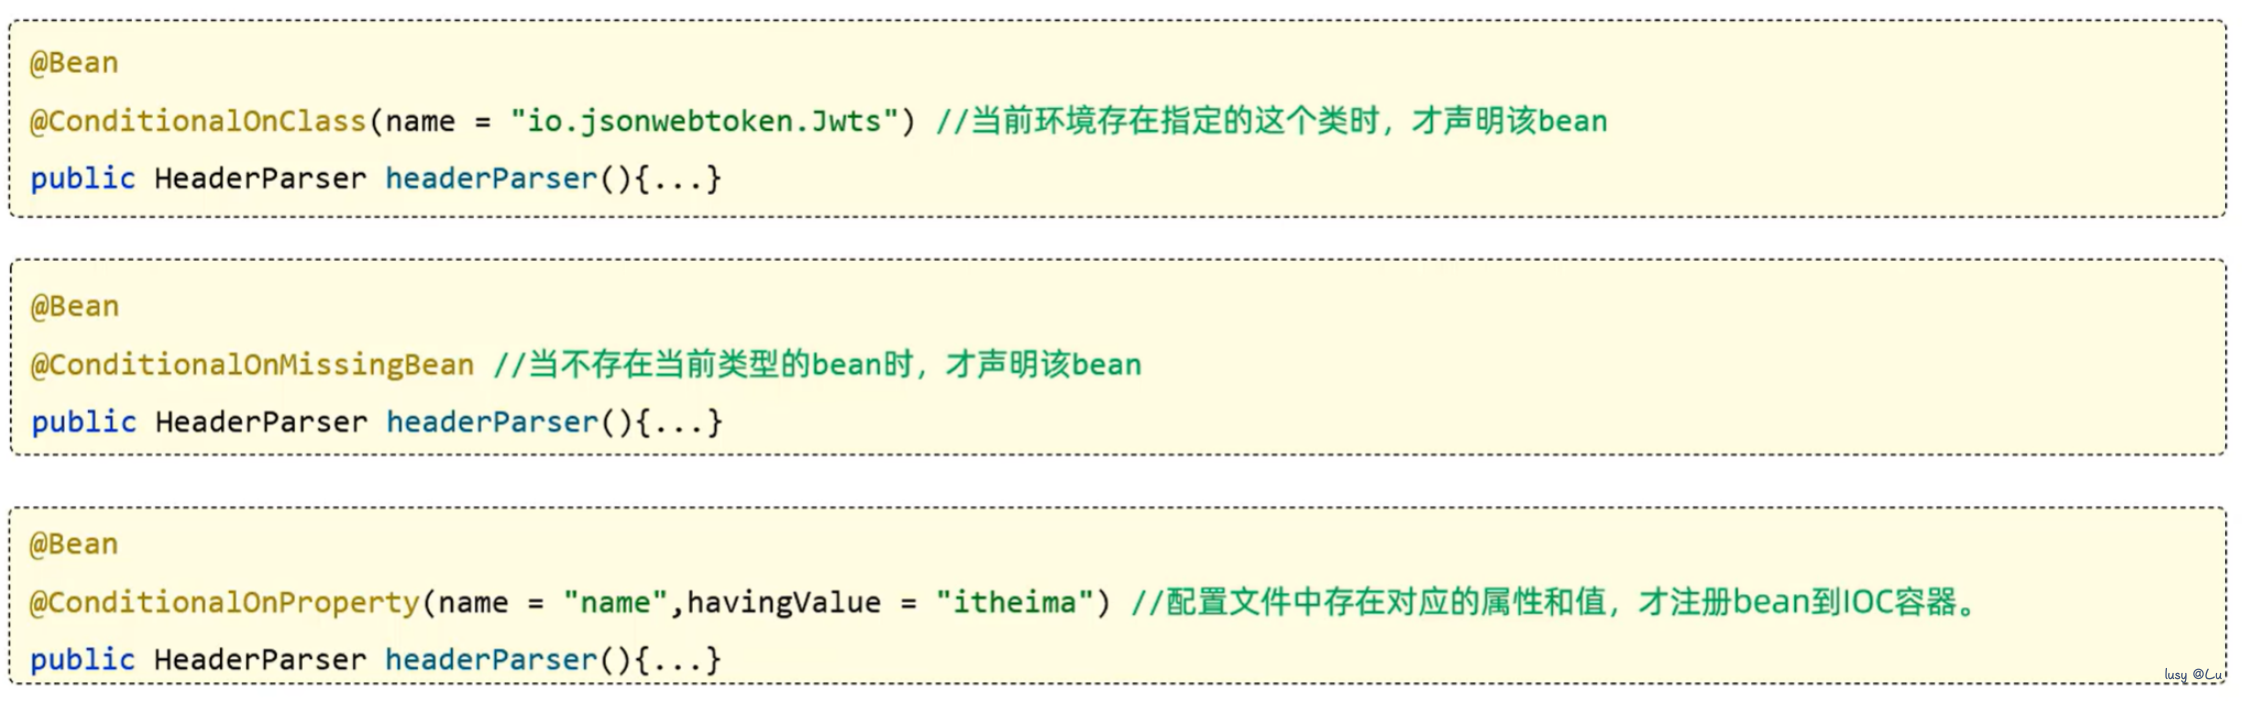 @Bean
@ConditionalOnClass(name = "io.jsonwebtoken.Jwts") //当前环境存在指定的这个类时，才声明该bean
public HeaderParser headerParser(){...}
@Bean
@ConditionalOnMissingBean //当不存在当前类型的bean时，才声明该bean
public HeaderParser headerParser(){...}
@Bean
@ConditionalOnProperty(name = "name",havingValue = "itheima") //配置文件中存在对应的属性和值，才注册bean到IOC容器。
public HeaderParser headerParser(){...}
lusy @Lu